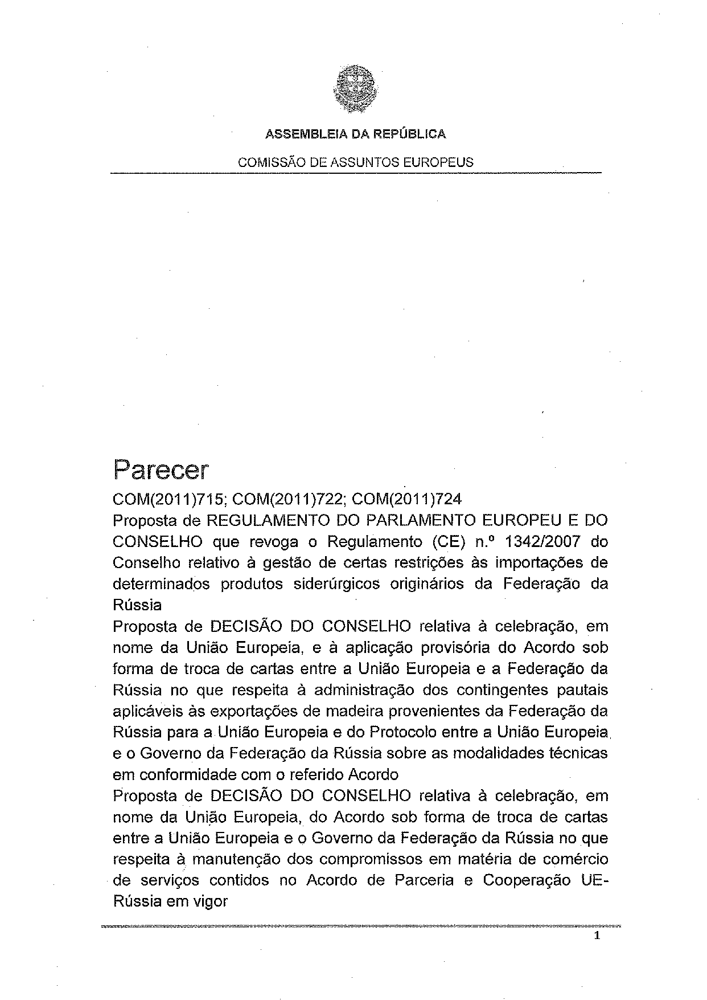 ASSEMBLEIA DA REPÚBLICA
COMISSÃO DE ASSUNTOS EUROPEUS
Parecer
COM(2011)715; COM(2011)722; COM(2011)724
Proposta de REGULAMENTO DO PARLAMENTO EUROPEU E DO
CONSELHO que revoga o Regulamento (CE) n.º 1342/2007 do
Conselho relativo à gestão de certas restrições às importações de
determinados produtos siderúrgicos originários da Federação da
Rússia
Proposta de DECISÃO DO CONSELHO relativa à celebração, em
nome da União Europeia, e à aplicação provisória do Acordo sob
forma de troca de cartas entre a União Europeia e a Federação da
Rússia no que respeita à administração dos contingentes pautais
aplicáveis às exportações de madeira provenientes da Federação da
Rússia para a União Europeia e do Protocolo entre a União Europeia
e o Governo da Federação da Rússia sobre as modalidades técnicas
em conformidade com o referido Acordo
Proposta de DECISÃO DO CONSELHO relativa à celebração, em
nome da União Europeia, do Acordo sob forma de troca de cartas
entre a União Europeia e o Governo da Federação da Rússia no que
respeita à manutenção dos compromissos em matéria de comércio
de serviços contidos no Acordo de Parceria e Cooperação UE-
Rússia em vigor
1